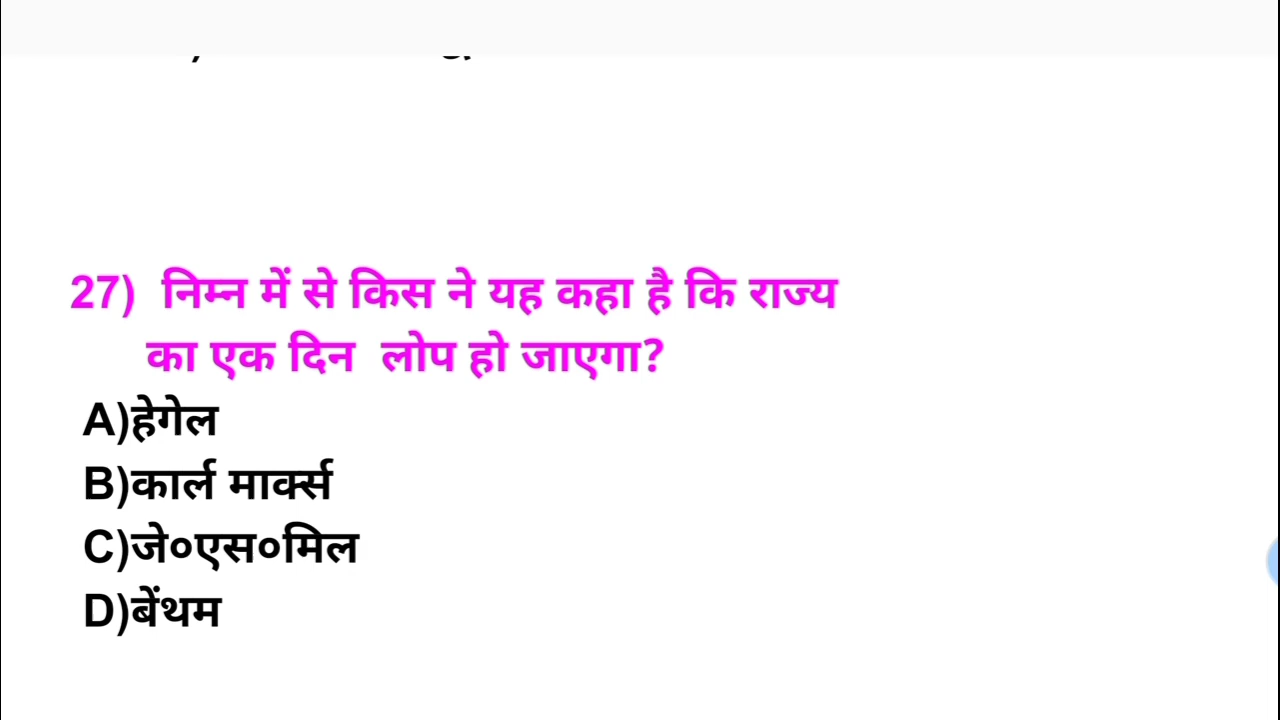 27) निम्न में से किस ने यह कहा है कि राज्य
का एक दिन लोप हो जाएगा?
A)हेगेल
B)कार्ल मार्क्स
C)जे०एस०मिल
D)बेंथम